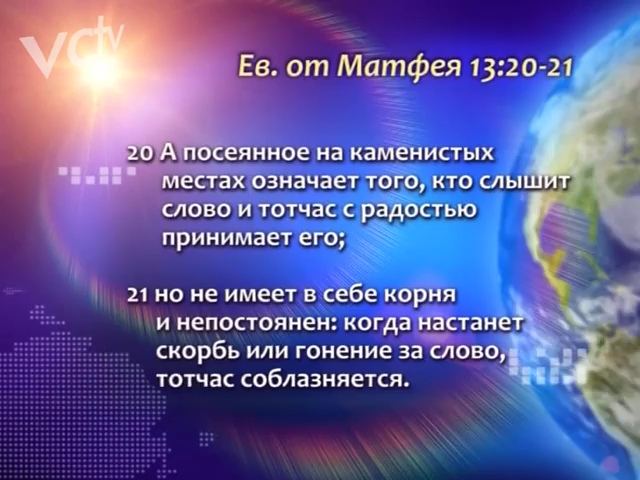 vctv
Ев. от Матфея 13:20-21
20 А посеянное на каменистых
местах означает того, кто слышит
слово и тотчас с радостью
принимает его;
21 но не имеет в себе корня
и непостоянен: когда настанет
скорбь или гонение за слово,
тотчас соблазняется.